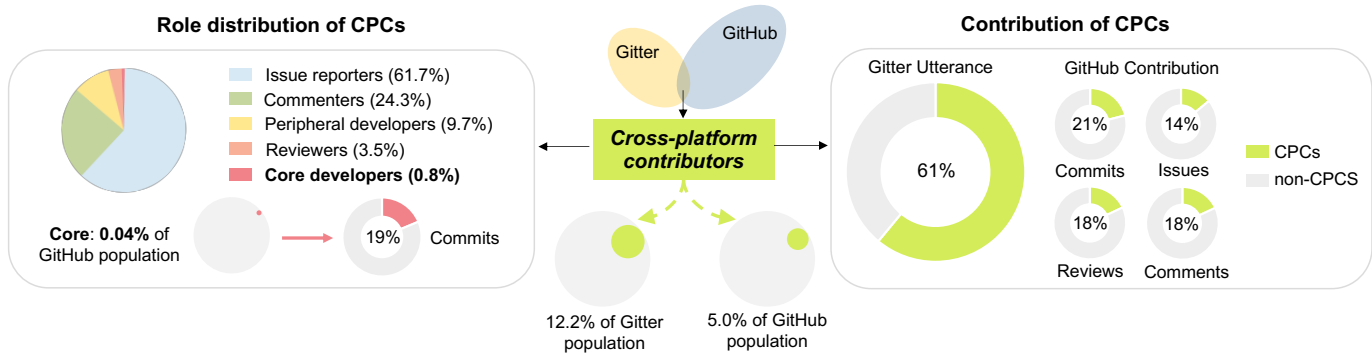 Role distribution of CPCs
Issue reporters (61.7%)
Commenters (24.3%)
Peripheral developers (9.7%)
Reviewers (3.5%)
Core developers (0.8%)
Core: 0.04% of
GitHub population
19%
Commits
Gitter
GitHub
Cross-platform
contributors
12.2% of Gitter
population
5.0% of GitHub
population
Contribution of CPCs
Gitter Utterance
61%
GitHub Contribution
21%
Commits
14%
Issues
18%
Reviews
18%
Comments
CPCs
non-CPCS